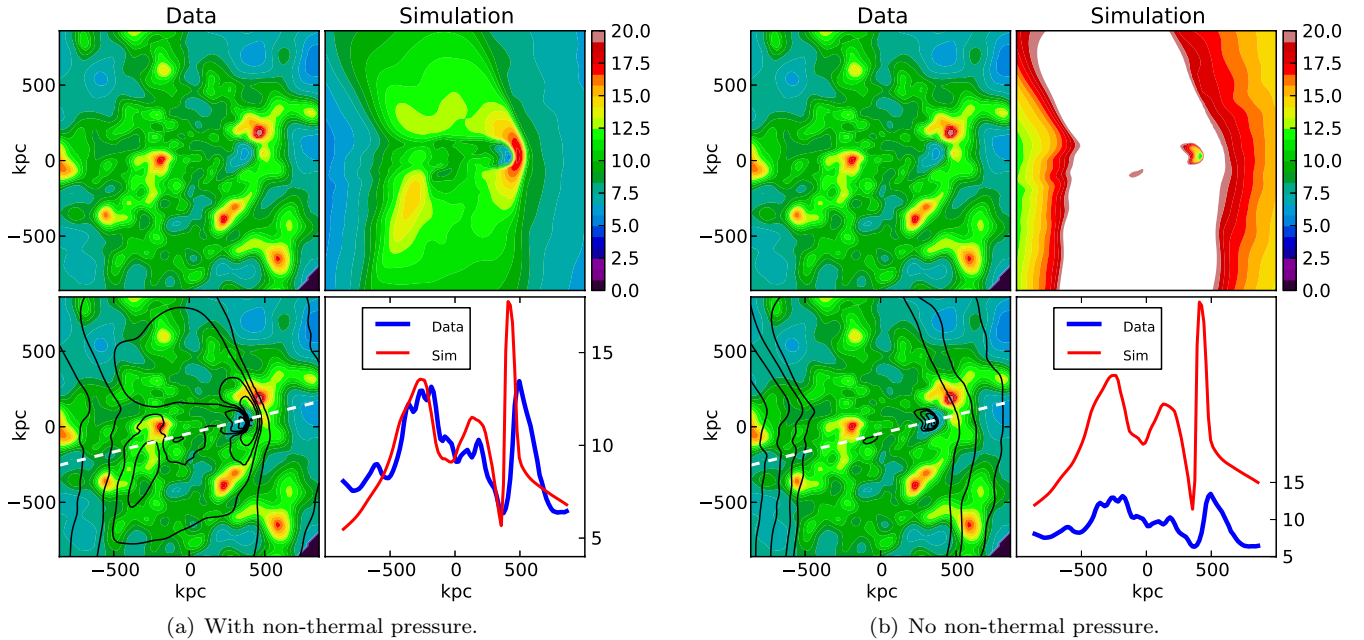 Data Simulation
20.0
17.5
15.0
12.5
10.0
7.5
5.0
2.5
0.0
500
0
−500
kpc
Data
Sim
15
10
5
500
0
−500
kpc
−500 0 500
kpc
−500 0 500
kpc
(a) With non-thermal pressure.
Data Simulation
20.0
17.5
15.0
12.5
10.0
7.5
5.0
2.5
0.0
500
0
−500
kpc
Data
Sim
15
10
5
500
0
−500
kpc
−500 0 500
kpc
−500 0 500
kpc
(b) No non-thermal pressure.